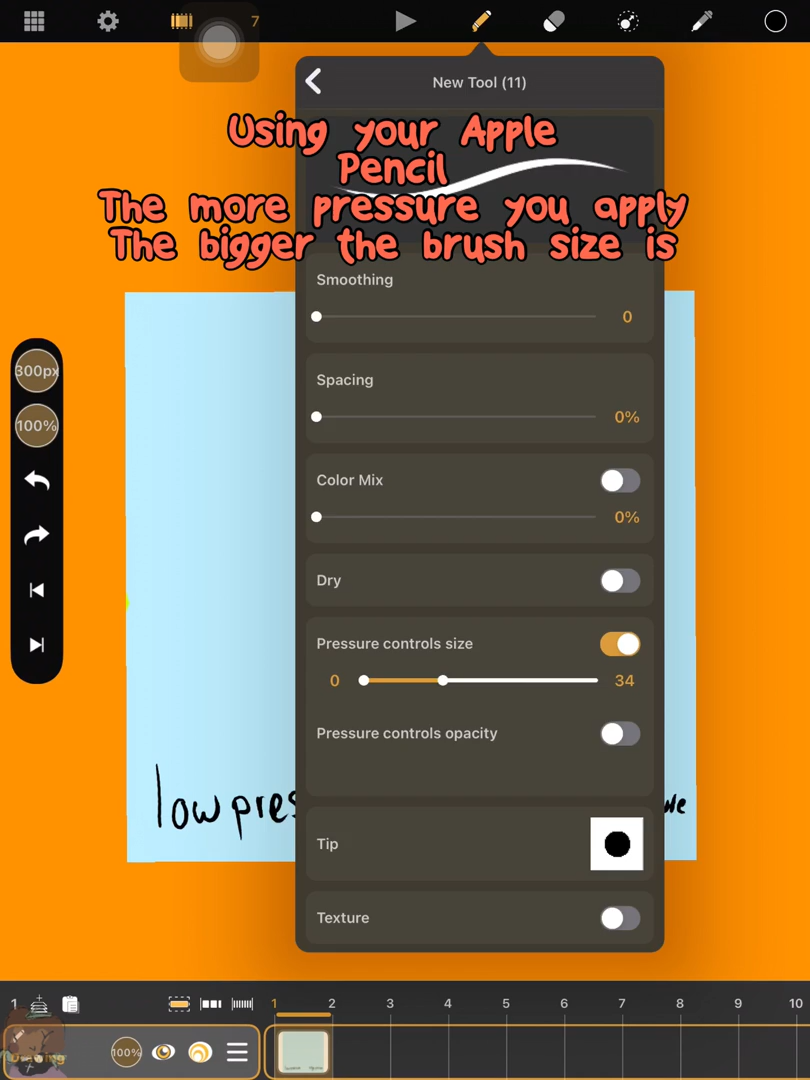 7
New Tool (11)
Using your Apple
Pencil
The more pressure you apply
The bigger the brush size is
Smoothing
0
Spacing
0%
300px
100%
Color Mix
0%
Dry
Pressure controls size
0 34
Pressure controls opacity
low pres
Tip
Texture
1 1 2 3 4 5 6 7 8 9 10
100%